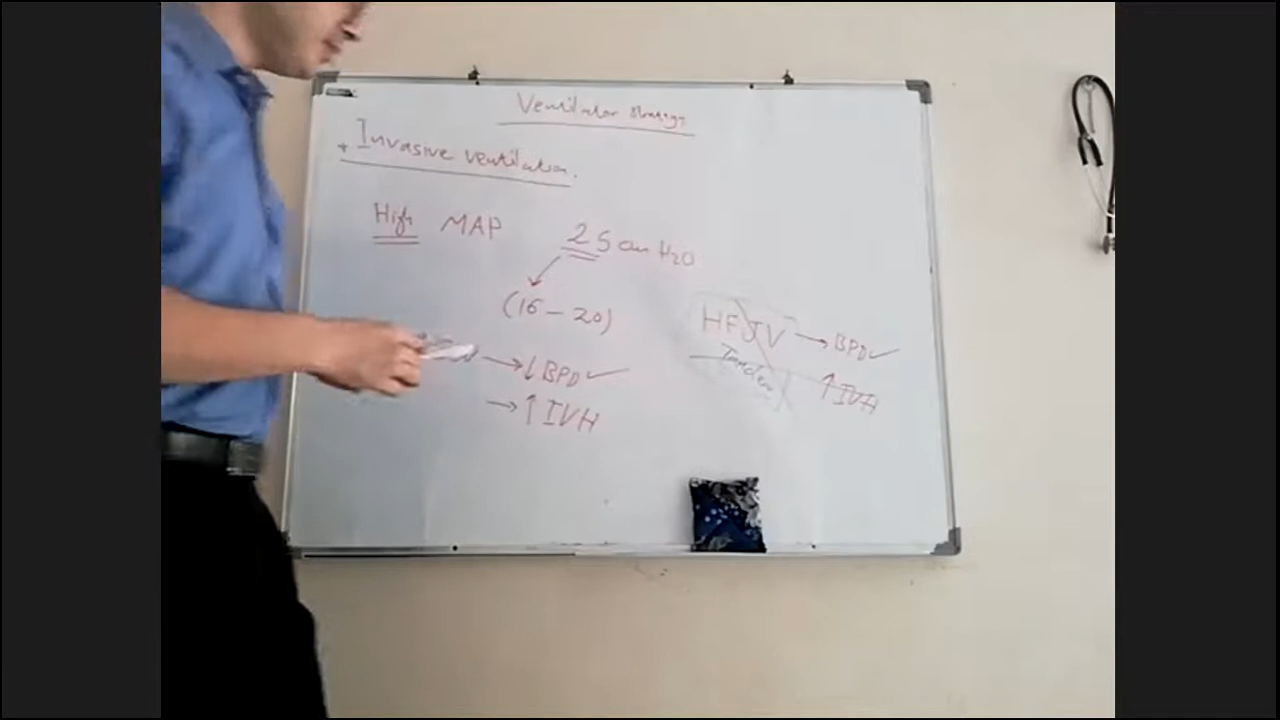 Ventilator strategy
+ Invasive ventilation.
High MAP
25 cm H2O
(16 – 20)
HFJV → BPD ✓
↑ IVH
→ ↓ BPD ✓
→ ↑ IVH